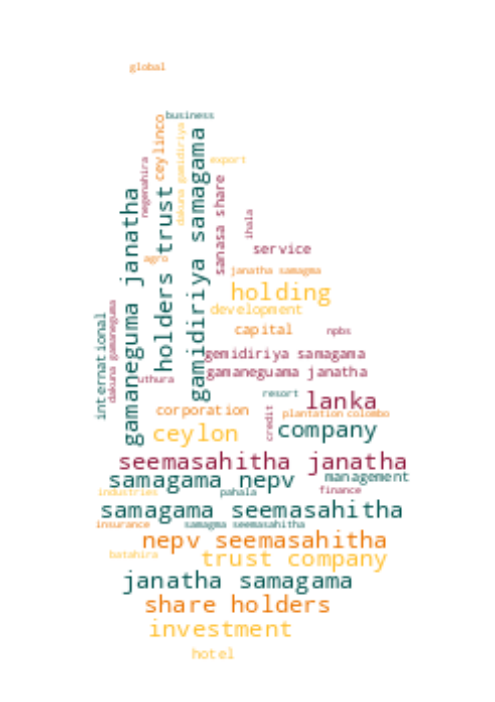 global
business
ceylinco
dakuna gamidiriya
gamidiriya samagama
export
negenahira
sanasa share
gamaneguma janatha
holders trust
ihala
service
agro
janatha samagma
holding
development
international
dakuna gamaneguma
capital
npbs
gemidiriya samagama
gamaneguama janatha
uthura
resort
lanka
corporation
plantation colombo
credit
ceylon
company
seemasahitha janatha
samagama nepv
management
industries
pahala
finance
samagama seemasahitha
insurance
samagma seemasahitha
nepv seemasahitha
batahira
trust company
janatha samagama
share holders
investment
hotel